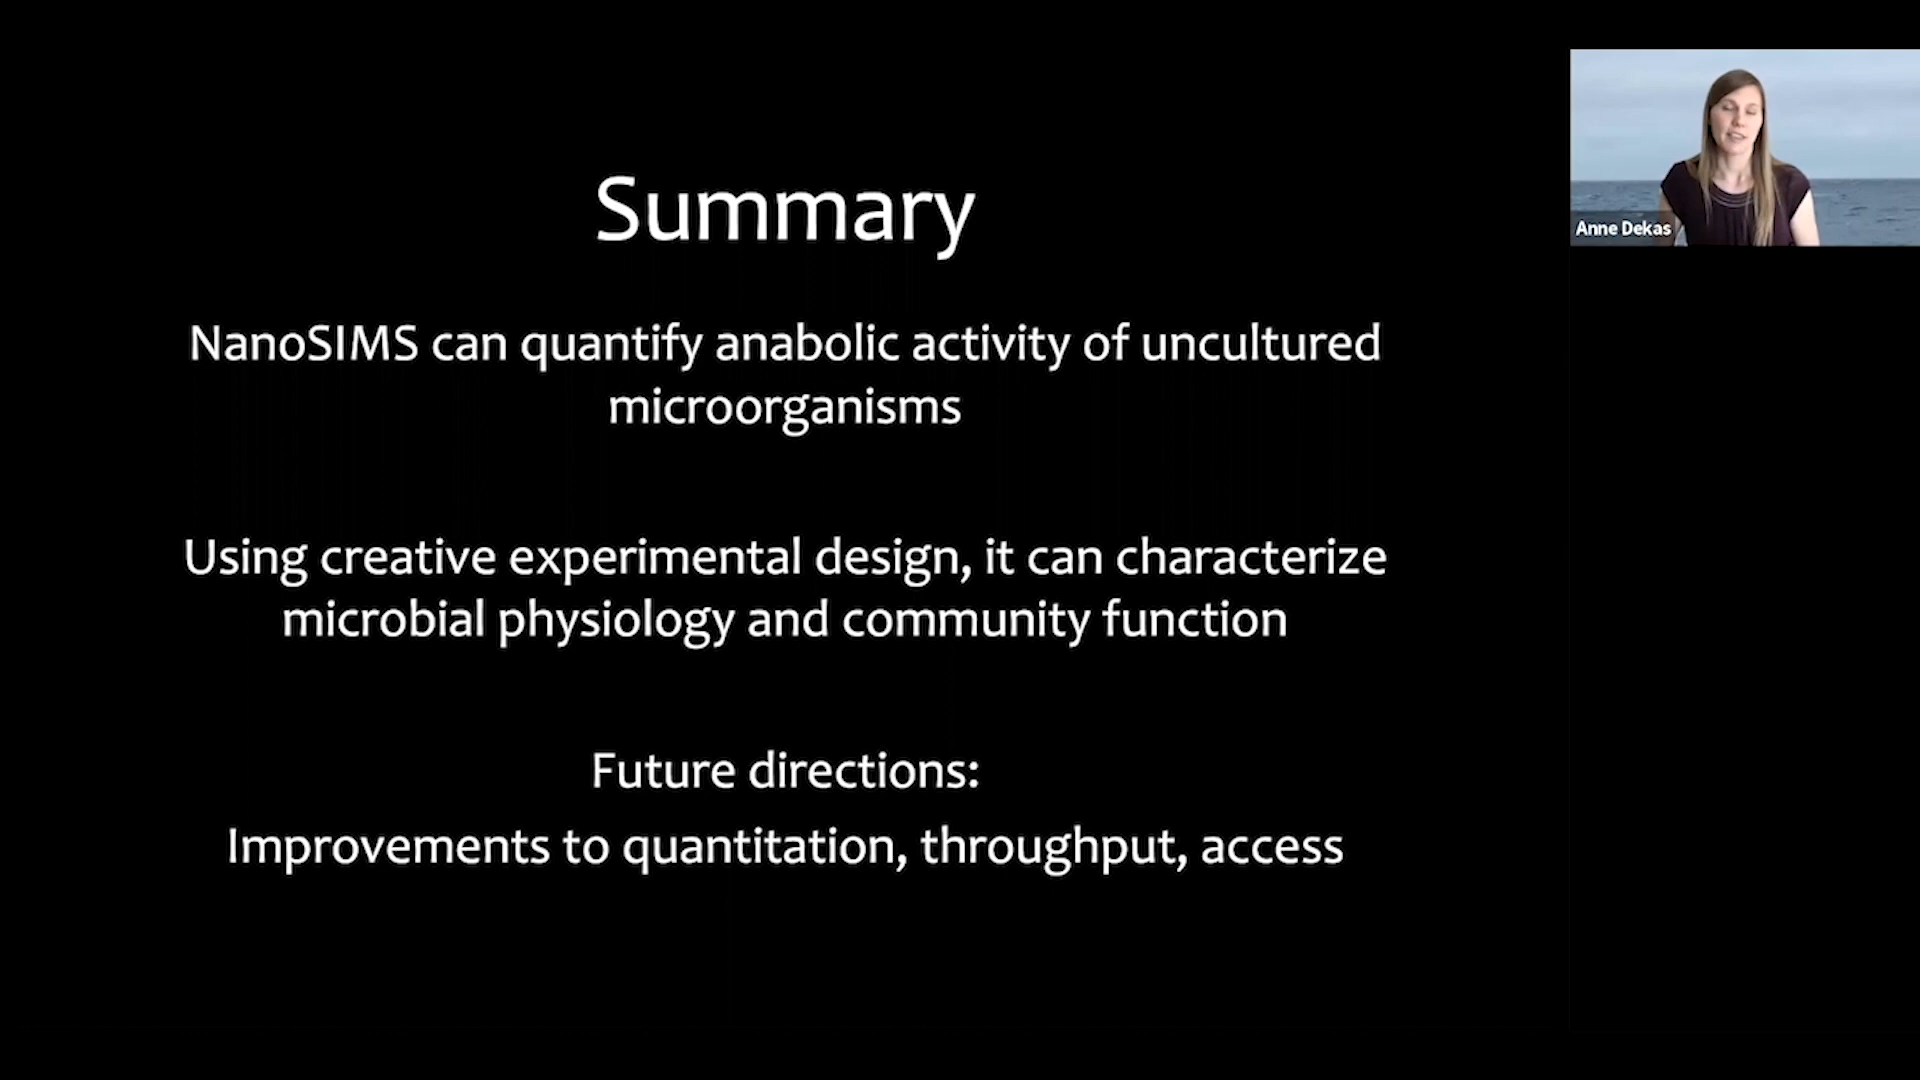 Summary
NanoSIMS can quantify anabolic activity of uncultured
microorganisms
Using creative experimental design, it can characterize
microbial physiology and community function
Future directions:
Improvements to quantitation, throughput, access
Anne Dekas